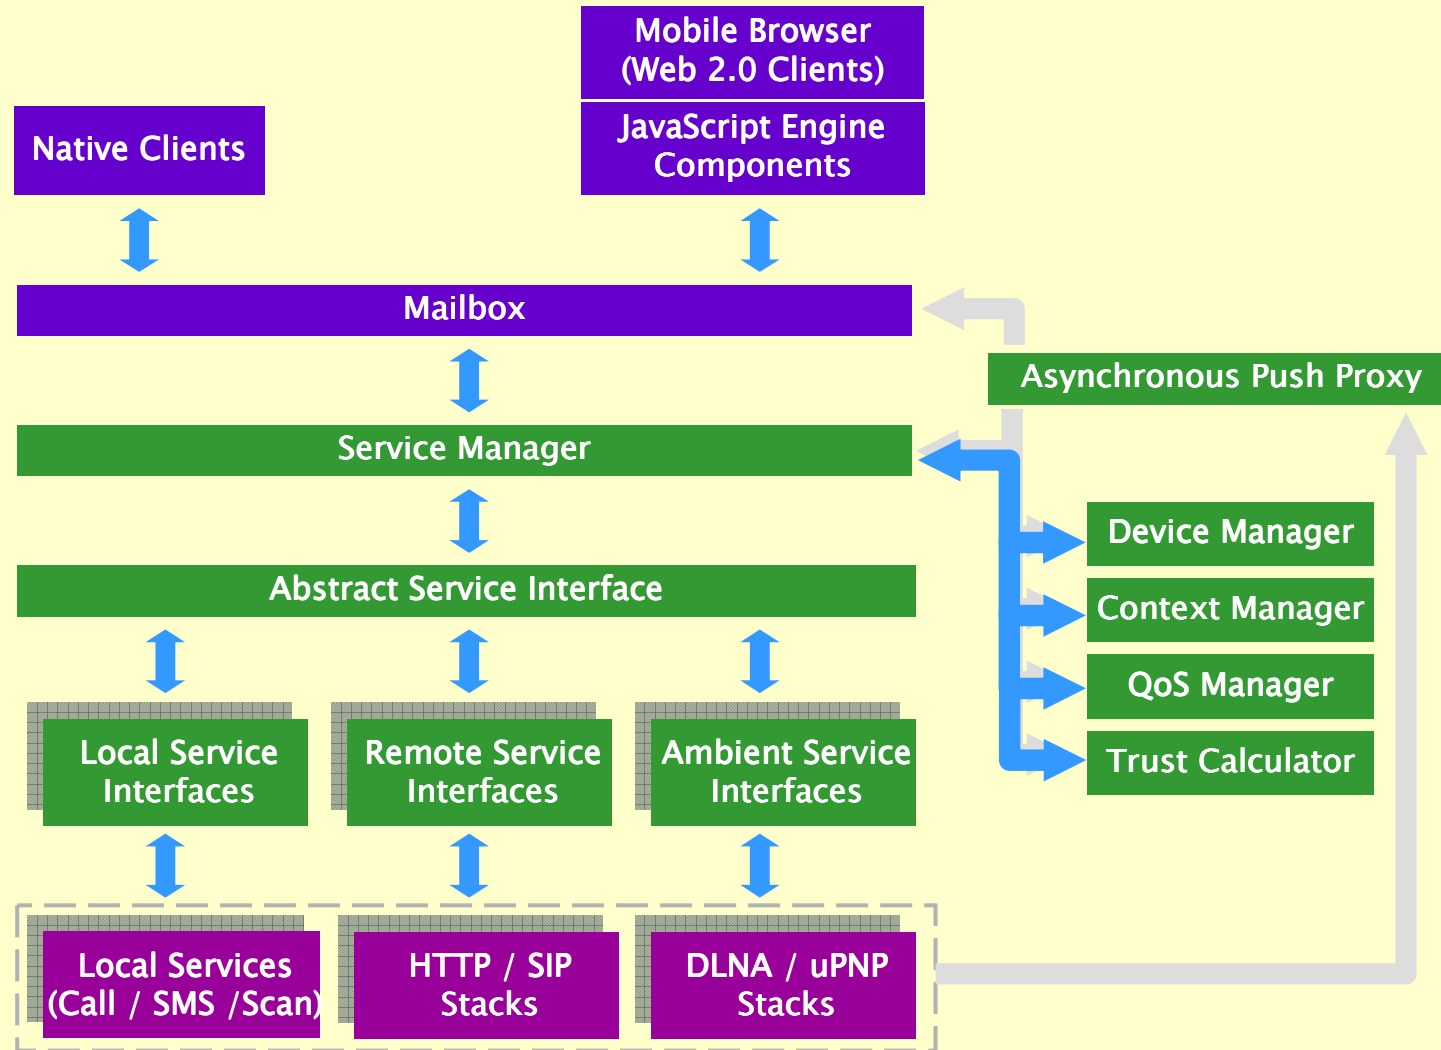 Mobile Browser
(Web 2.0 Clients)
JavaScript Engine
Components
Native Clients
Mailbox
Asynchronous Push Proxy
Service Manager
Device Manager
Abstract Service Interface
Context Manager
QoS Manager
Trust Calculator
Local Service
Interfaces
Remote Service
Interfaces
Ambient Service
Interfaces
Local Services
(Call / SMS /Scan)
HTTP / SIP
Stacks
DLNA / uPNP
Stacks